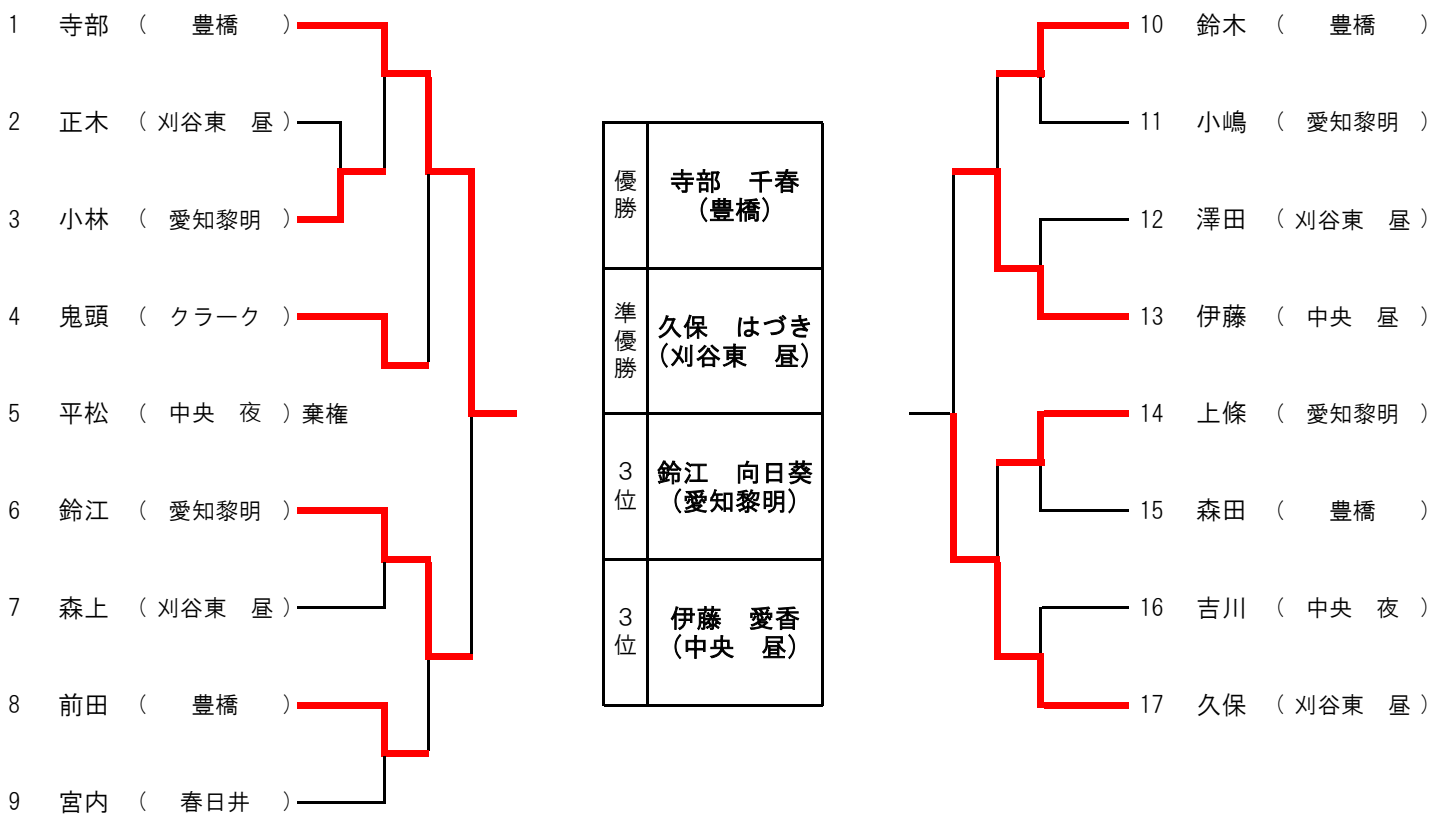 1 寺部 ( 豊橋 )
2 正木 ( 刈谷東 昼 )
3 小林 ( 愛知黎明 )
4 鬼頭 ( クラーク )
5 平松 ( 中央 夜 ) 棄権
6 鈴江 ( 愛知黎明 )
7 森上 ( 刈谷東 昼 )
8 前田 ( 豊橋 )
9 宮内 ( 春日井 )
優勝
寺部 千春
(豊橋)
準優勝
久保 はづき
(刈谷東 昼)
3位
鈴江 向日葵
(愛知黎明)
3位
伊藤 愛香
(中央 昼)
10 鈴木 ( 豊橋 )
11 小嶋 ( 愛知黎明 )
12 澤田 ( 刈谷東 昼 )
13 伊藤 ( 中央 昼 )
14 上條 ( 愛知黎明 )
15 森田 ( 豊橋 )
16 吉川 ( 中央 夜 )
17 久保 ( 刈谷東 昼 )